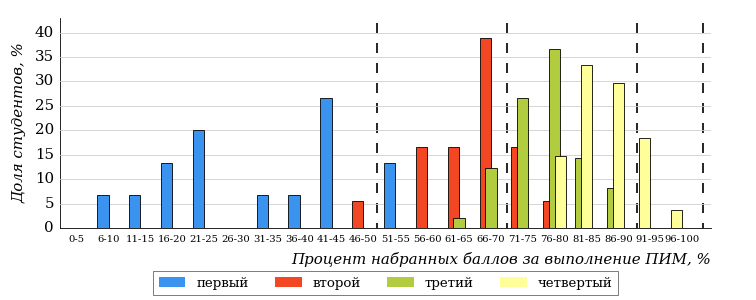 Доля студентов, %
40
35
30
25
20
15
10
5
0
0-5 6-10 11-15 16-20 21-25 26-30 31-35 36-40 41-45 46-50 51-55 56-60 61-65 66-70 71-75 76-80 81-85 86-90 91-95 96-100
Процент набранных баллов за выполнение ПИМ, %
первый второй третий четвертый